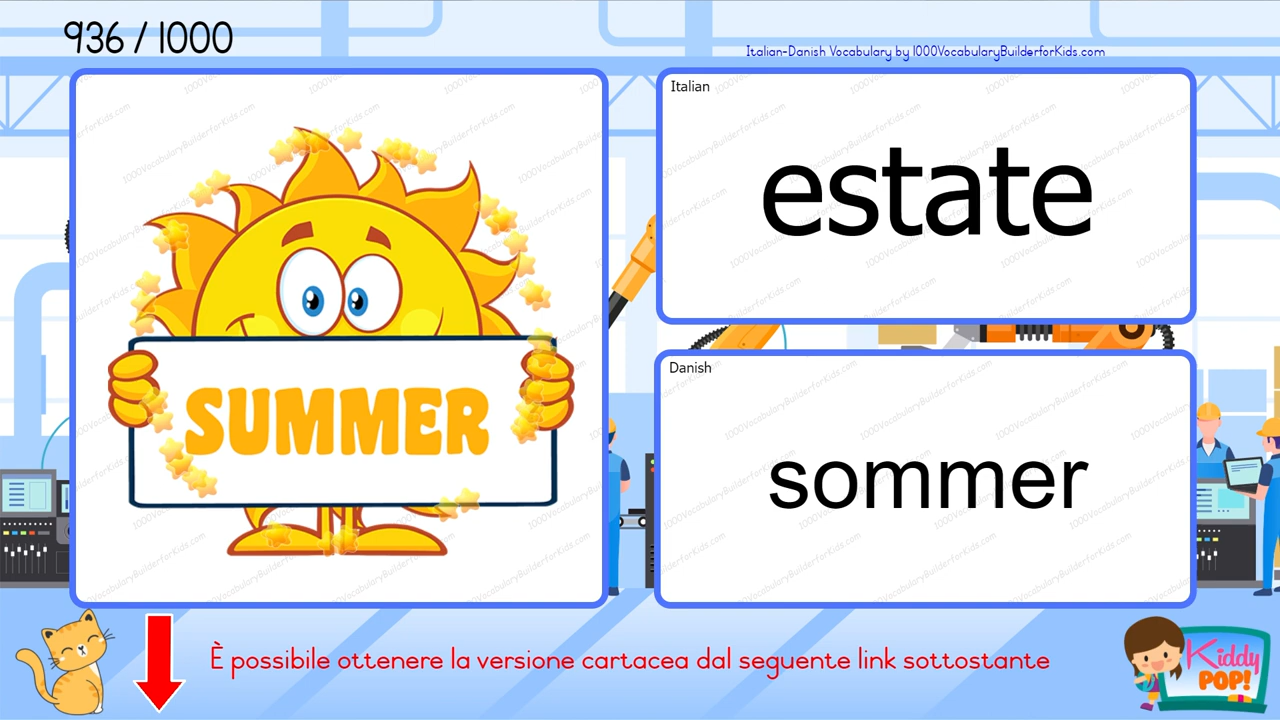 936 / 1000
Italian-Danish Vocabulary by 1000VocabularyBuilderforKids.com
Italian
estate
SUMMER
Danish
sommer
È possibile ottenere la versione cartacea dal seguente link sottostante
Kiddy
POP!